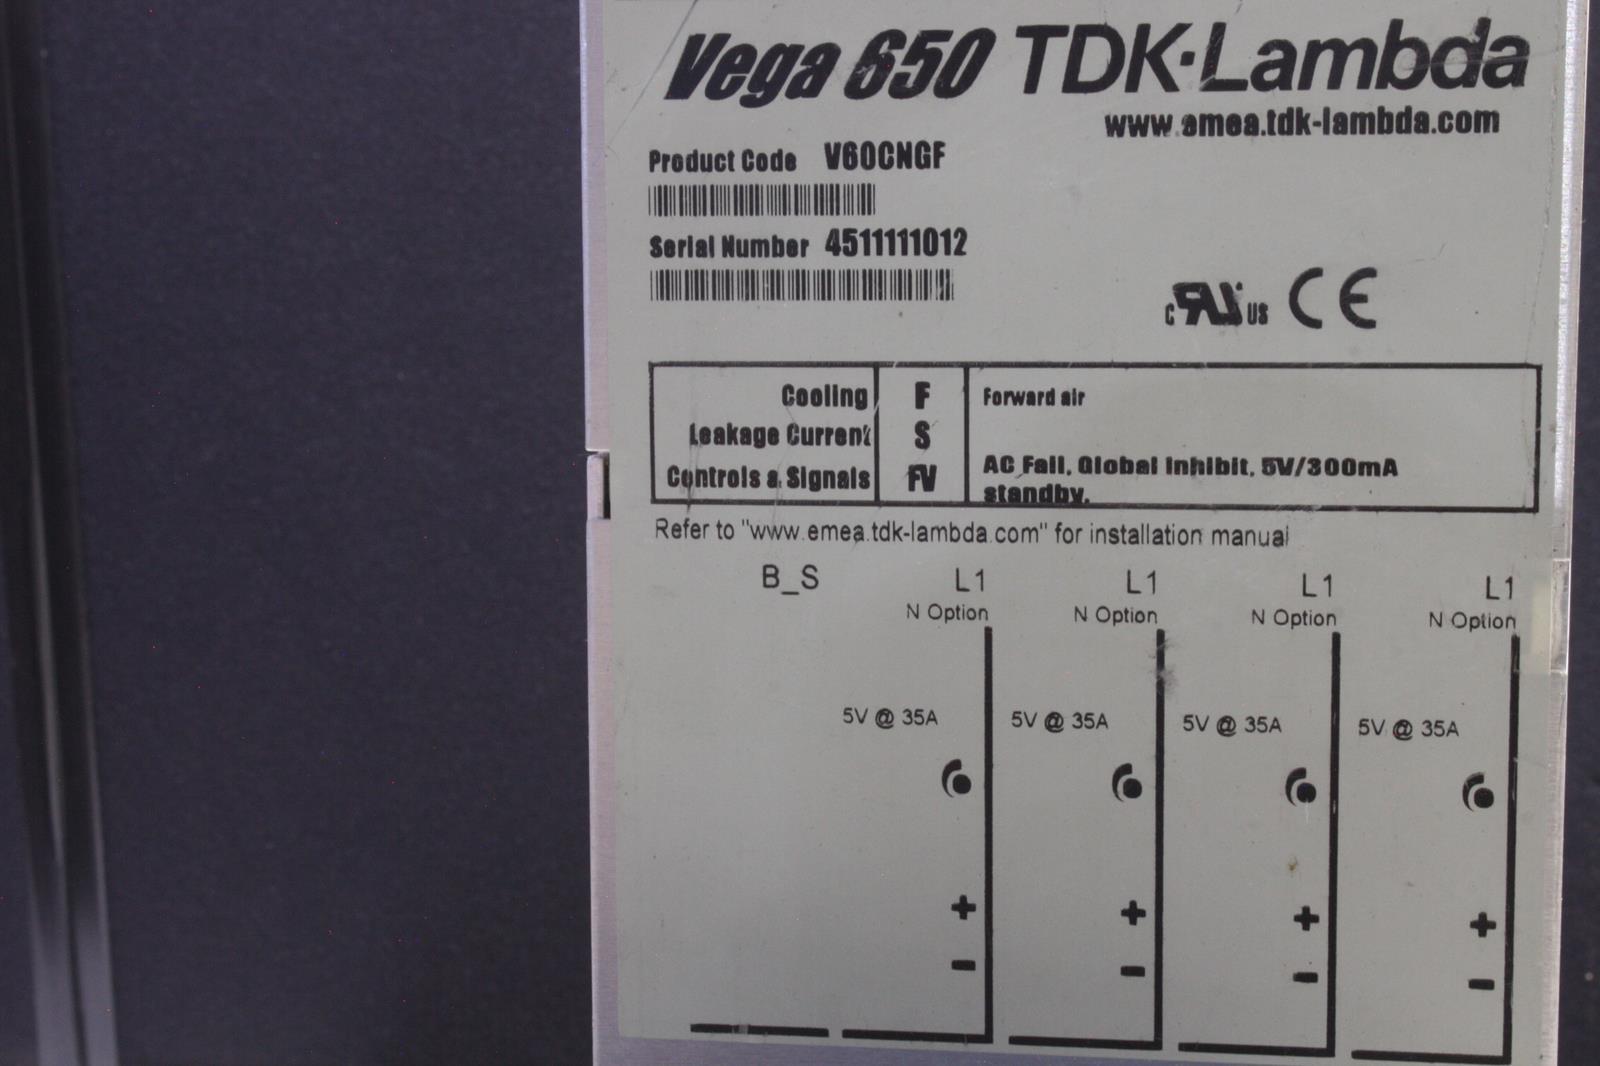 Vega 650 TDK·Lambda
www.emea.tdk-lambda.com
Product Code V60CNGF
Serial Number 4511111012
c RU US CE
Cooling F Forward air
Leakage Current S
Controls & Signals FV AC Fail, Global Inhibit, 5V/300mA
standby.
Refer to "www.emea.tdk-lambda.com" for installation manual
B_S L1 L1 L1 L1
N Option N Option N Option N Option
5V @ 35A 5V @ 35A 5V @ 35A 5V @ 35A
+ + + +
- - - -